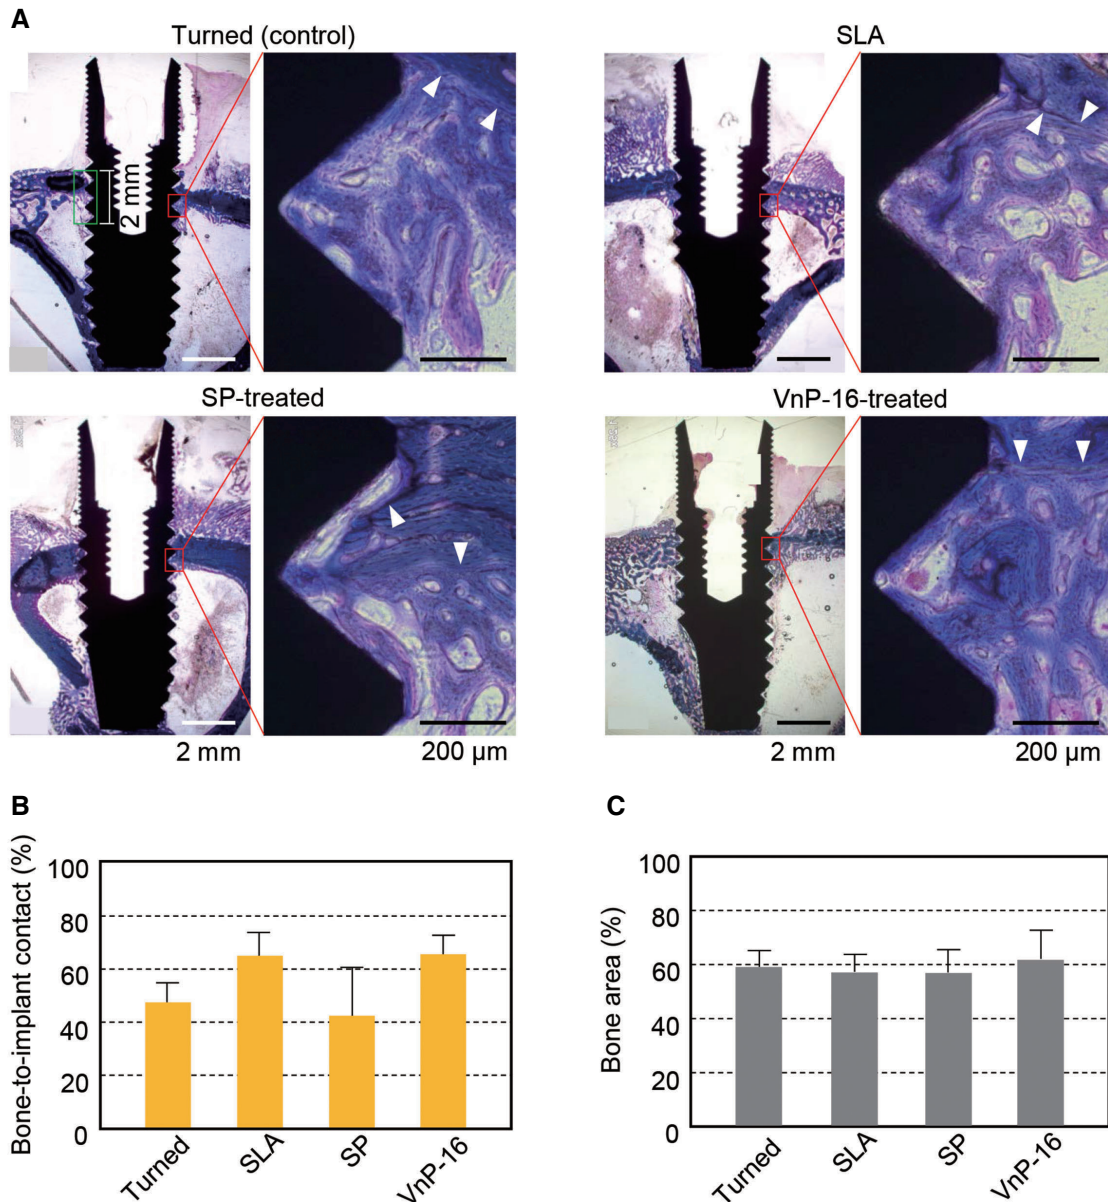 A
Turned (control)
SLA
2 mm
SP-treated
VnP-16-treated
2 mm
200 µm
2 mm
200 µm
B
Bone-to-implant contact (%)
100
80
60
40
20
0
Turned
SLA
SP
VnP-16
C
Bone area (%)
100
80
60
40
20
0
Turned
SLA
SP
VnP-16